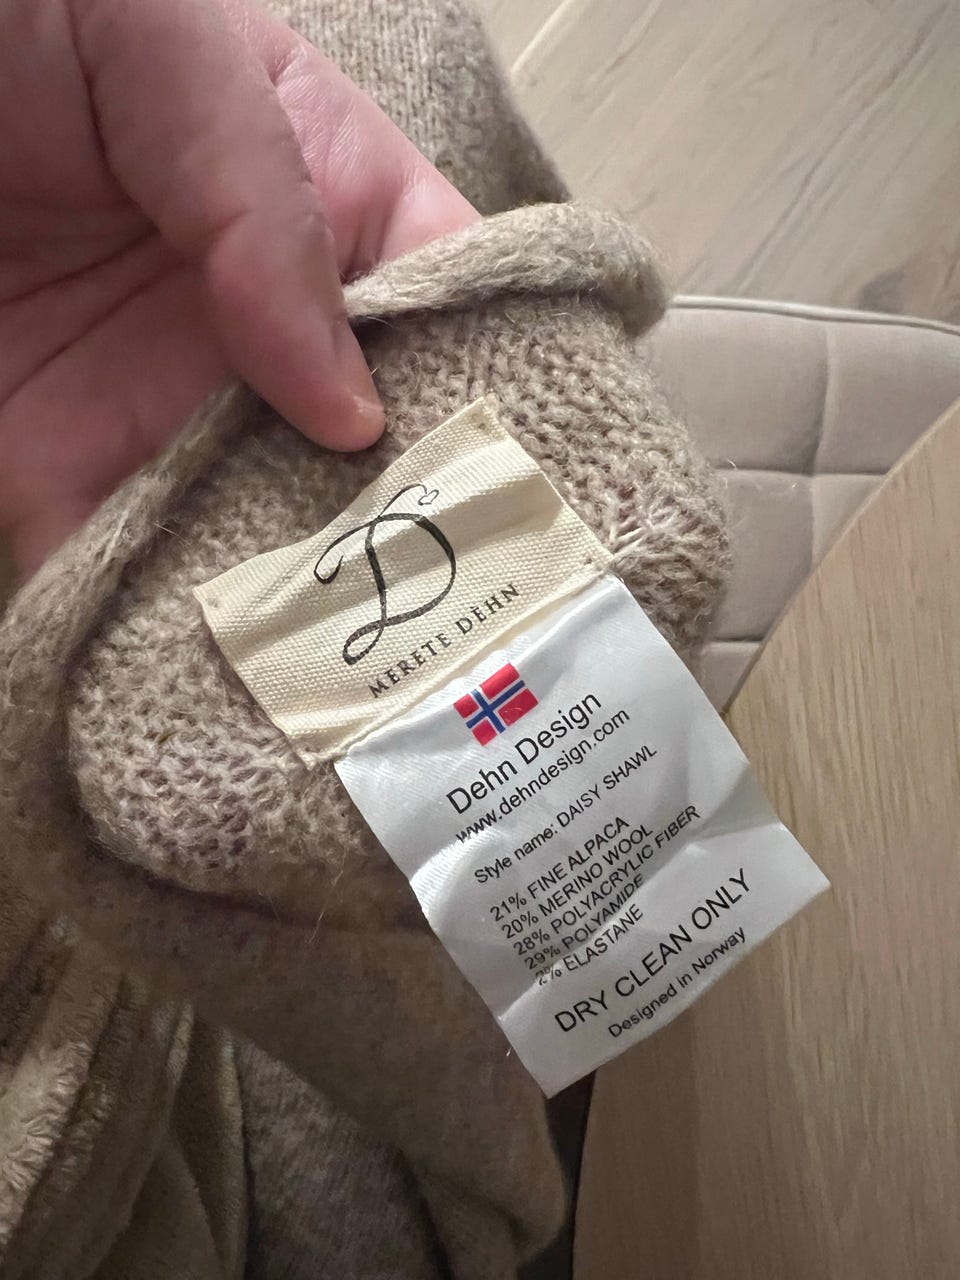 D
MERETE DEHN
Dehn Design
www.dehndesign.com
Style name: DAISY SHAWL
21% FINE ALPACA
20% MERINO WOOL
28% POLYACRYLIC FIBER
29% POLYAMIDE
2% ELASTANE
DRY CLEAN ONLY
Designed in Norway